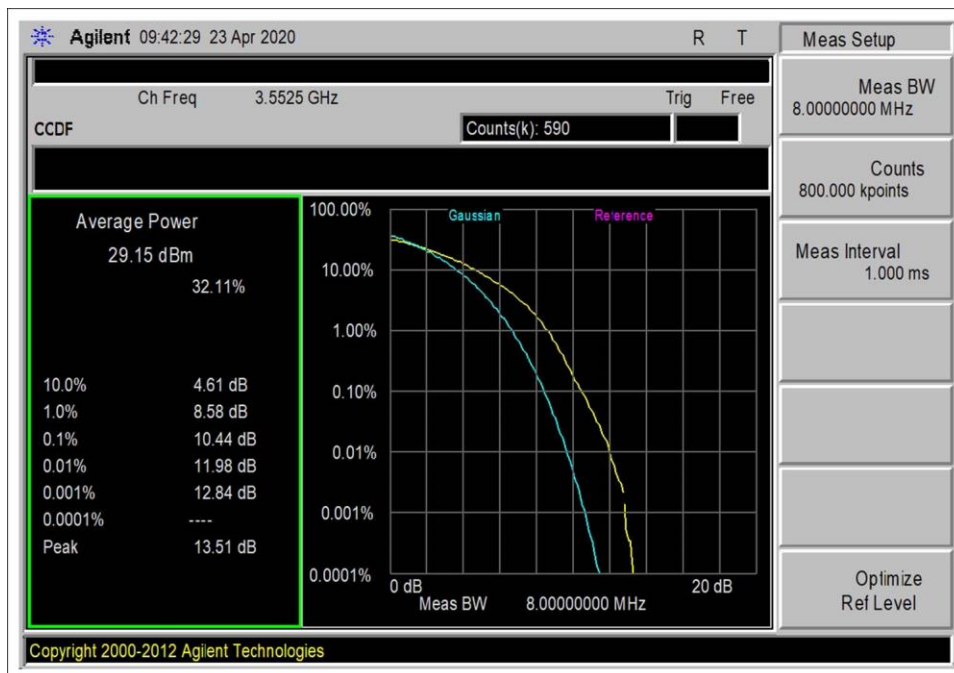 Agilent 09:42:29 23 Apr 2020 R T
Meas Setup
Ch Freq 3.5525 GHz Trig Free
CCDF Counts(k): 590
Meas BW
8.00000000 MHz
Counts
800.000 kpoints
Meas Interval
1.000 ms
Optimize
Ref Level
Average Power
29.15 dBm
32.11%
10.0% 4.61 dB
1.0% 8.58 dB
0.1% 10.44 dB
0.01% 11.98 dB
0.001% 12.84 dB
0.0001% ----
Peak 13.51 dB
Gaussian Reference
100.00%
10.00%
1.00%
0.10%
0.01%
0.001%
0.0001%
0 dB 20 dB
Meas BW 8.00000000 MHz
Copyright 2000-2012 Agilent Technologies